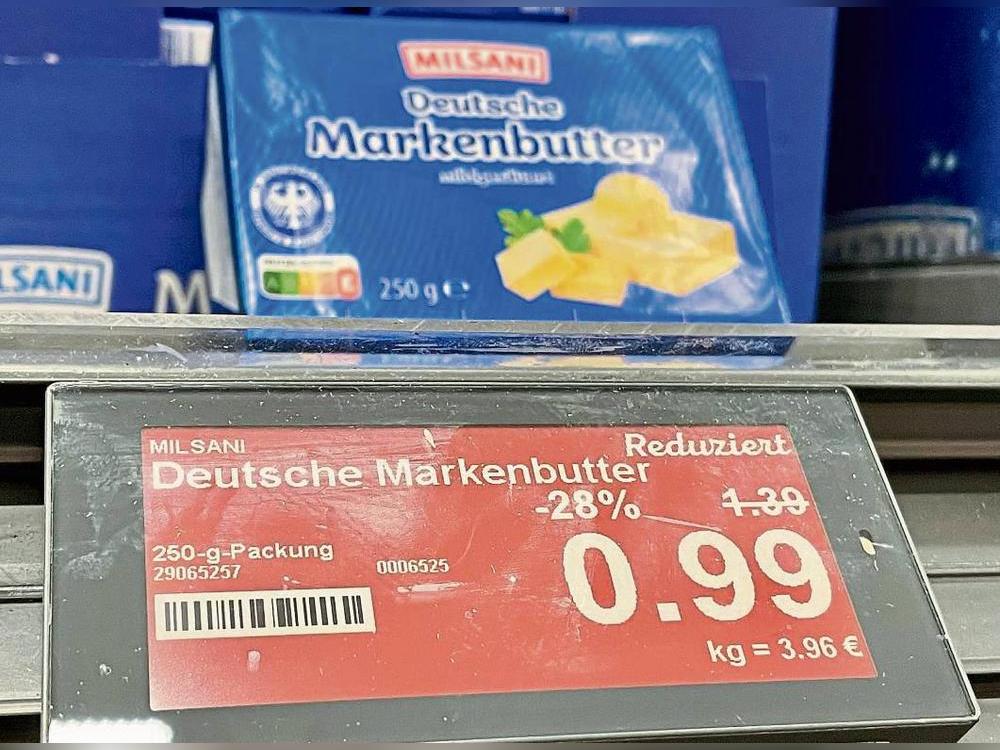 MILSANI
Deutsche
Markenbutter
250 g e
LSANI
M
MILSANI
Reduziert
Deutsche Markenbutter
-28%
1.39
0.99
250-g-Packung
29065257
0006525
kg = 3.96 €